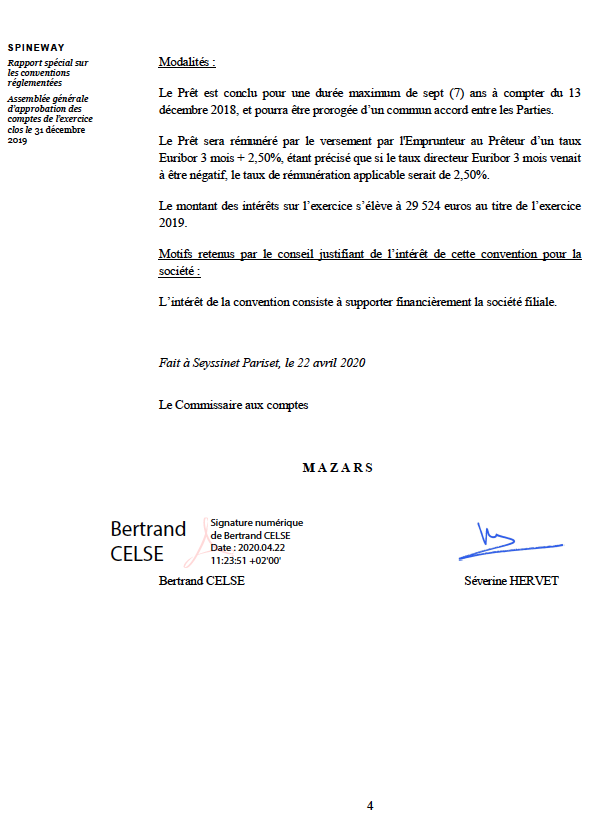 SPINEWAY
Rapport spécial sur
les conventions
réglementées
Assemblée générale
d'approbation des
comptes de l'exercice
clos le 31 décembre
2019
Modalités :
Le Prêt est conclu pour une durée maximum de sept (7) ans à compter du 13
décembre 2018, et pourra être prorogée d'un commun accord entre les Parties.
Le Prêt sera rémunéré par le versement par l'Emprunteur au Prêteur d'un taux
Euribor 3 mois + 2,50%, étant précisé que si le taux directeur Euribor 3 mois venait
à être négatif, le taux de rémunération applicable serait de 2,50%.
Le montant des intérêts sur l'exercice s'élève à 29 524 euros au titre de l'exercice
2019.
Motifs retenus par le conseil justifiant de l'intérêt de cette convention pour la
société :
L'intérêt de la convention consiste à supporter financièrement la société filiale.
Fait à Seyssinet Pariset, le 22 avril 2020
Le Commissaire aux comptes
MAZARS
Bertrand
CELSE
Signature numérique
de Bertrand CELSE
Date : 2020.04.22
11:23:51 +02'00'
Bertrand CELSE
Séverine HERVET
4